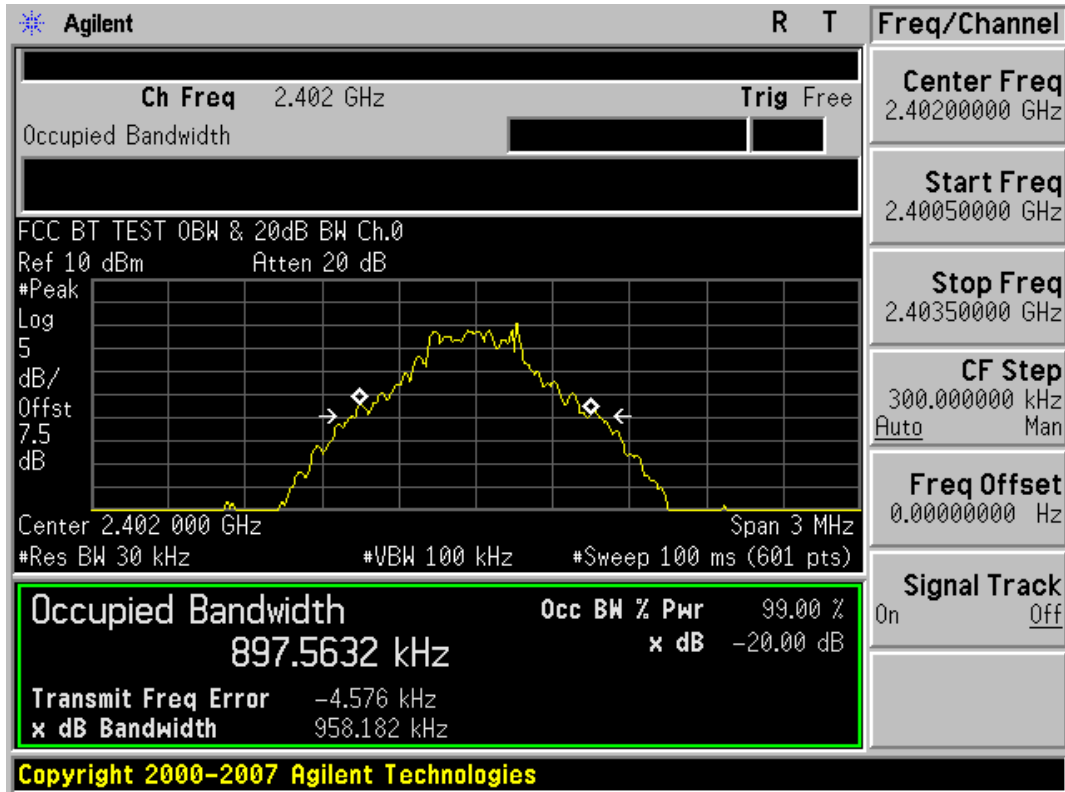 Agilent R T
Freq/Channel
Ch Freq 2.402 GHz Trig Free
Occupied Bandwidth
Center Freq
2.40200000 GHz
Start Freq
2.40050000 GHz
Stop Freq
2.40350000 GHz
CF Step
300.000000 kHz
Auto Man
Freq Offset
0.00000000 Hz
Signal Track
On Off
FCC BT TEST OBW & 20dB BW Ch.0
Ref 10 dBm Atten 20 dB
#Peak
Log
5
dB/
Offst
7.5
dB
Center 2.402 000 GHz Span 3 MHz
#Res BW 30 kHz #VBW 100 kHz #Sweep 100 ms (601 pts)
Occupied Bandwidth
897.5632 kHz
Occ BW % Pwr 99.00 %
x dB -20.00 dB
Transmit Freq Error -4.576 kHz
x dB Bandwidth 958.182 kHz
Copyright 2000-2007 Agilent Technologies